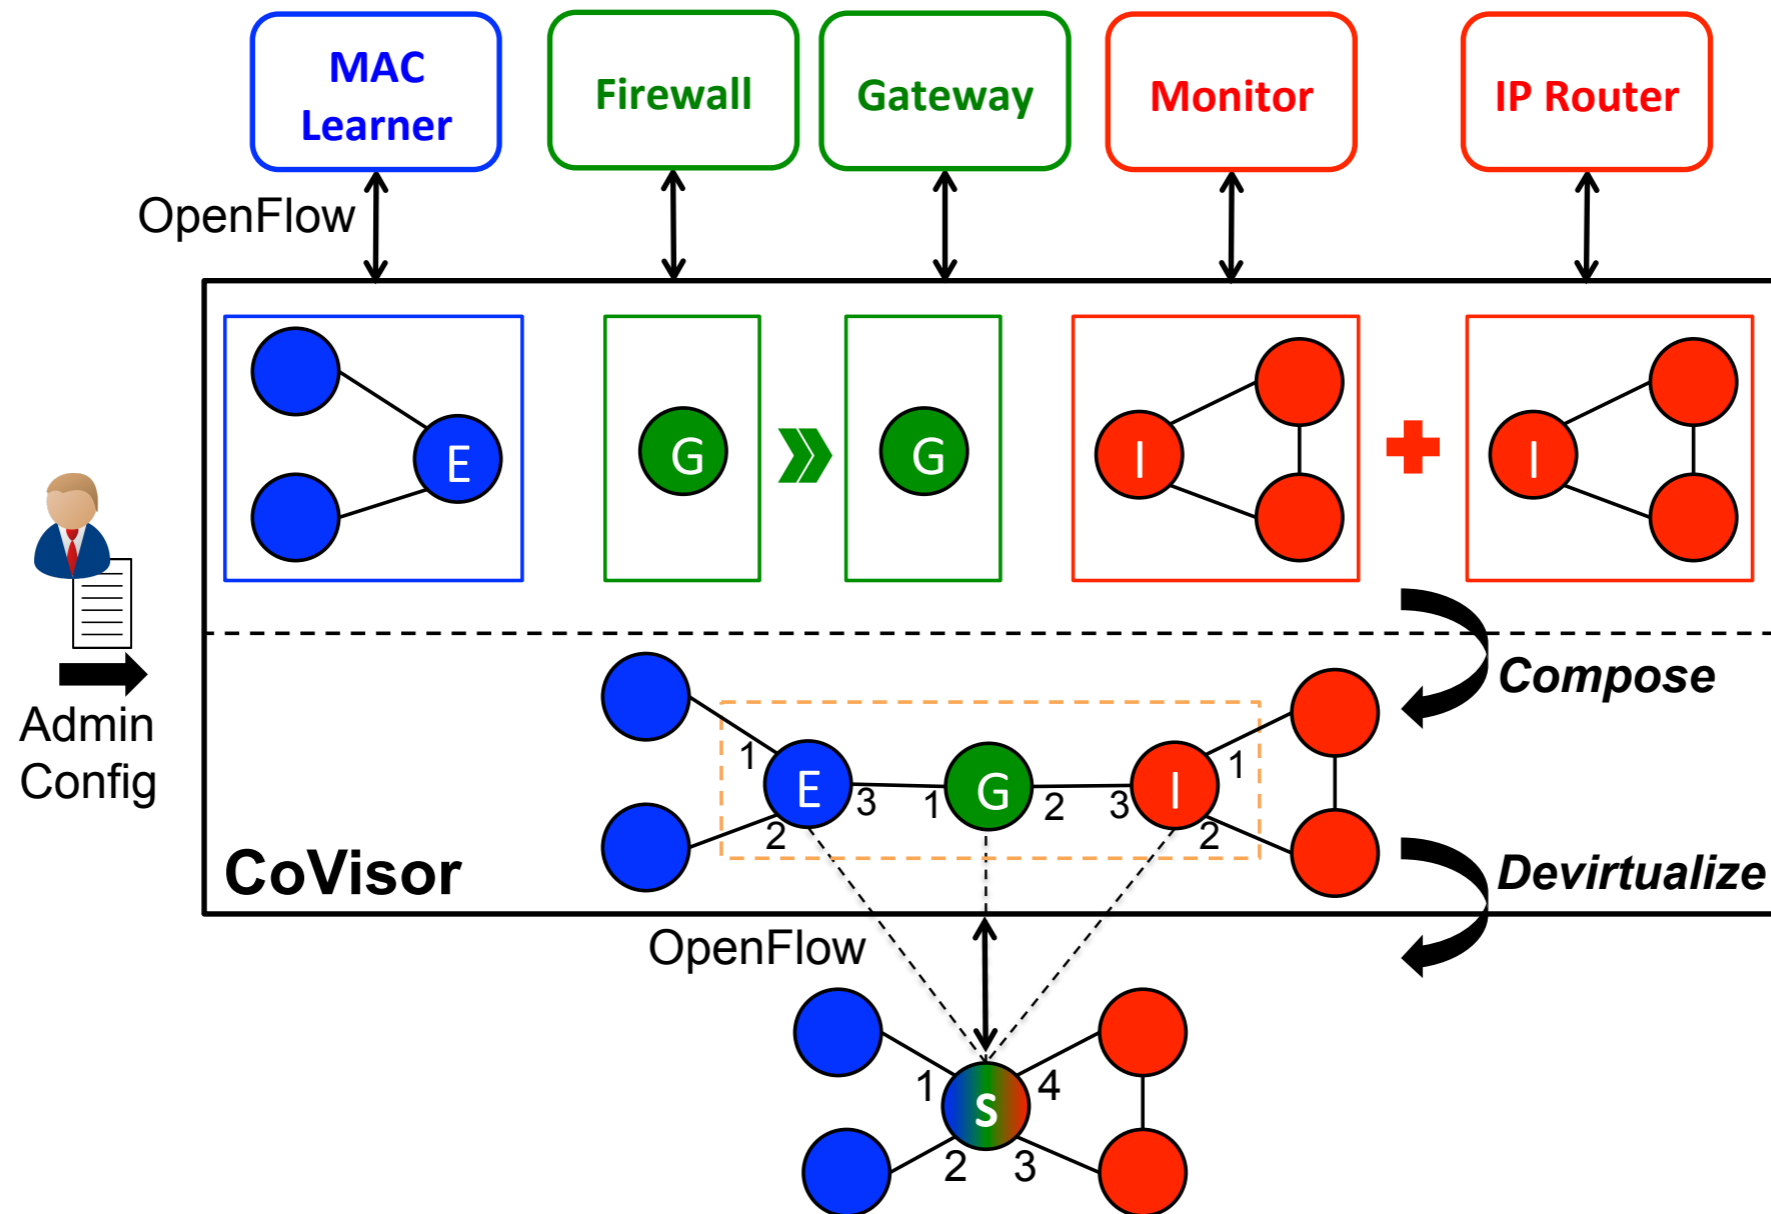 MAC
Learner
Firewall
Gateway
Monitor
IP Router
OpenFlow
E
G
G
I
I
Admin
Config
Compose
1
E
3
2
1
G
2
3
I
1
2
CoVisor
Devirtualize
OpenFlow
1
S
4
2
3